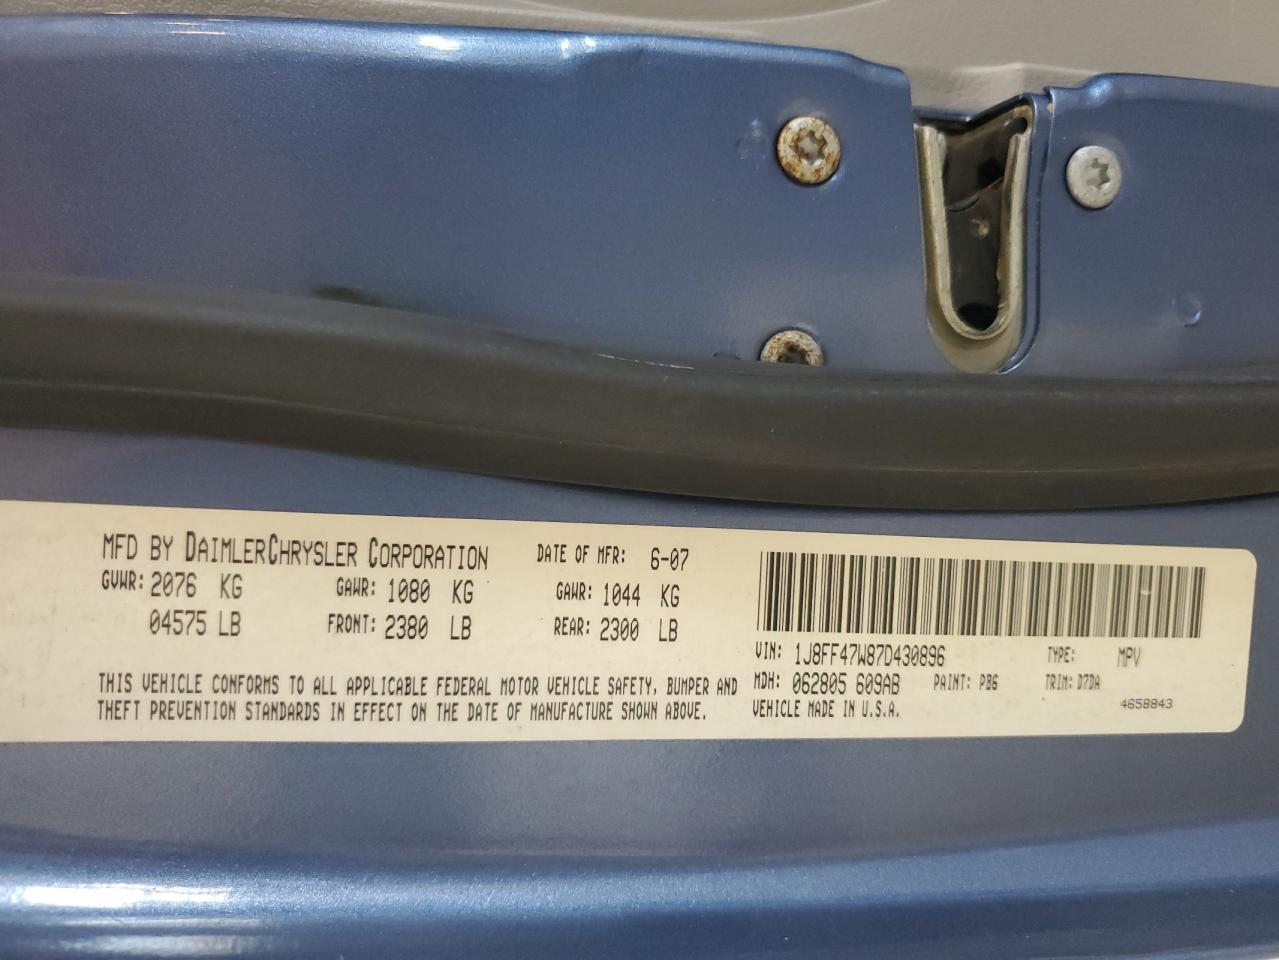 MFD BY DAIMLERCHRYSLER CORPORATION DATE OF MFR: 6-07
GVWR: 2076 KG GAWR: 1080 KG GAWR: 1044 KG
04575 LB FRONT: 2380 LB REAR: 2300 LB
THIS VEHICLE CONFORMS TO ALL APPLICABLE FEDERAL MOTOR VEHICLE SAFETY, BUMPER AND
THEFT PREVENTION STANDARDS IN EFFECT ON THE DATE OF MANUFACTURE SHOWN ABOVE.
VIN: 1J8FF47W87D430896 TYPE: MPV
MDH: 062805 609AB PAINT: PB6 TRIM: D7DA
VEHICLE MADE IN U.S.A. 4658843